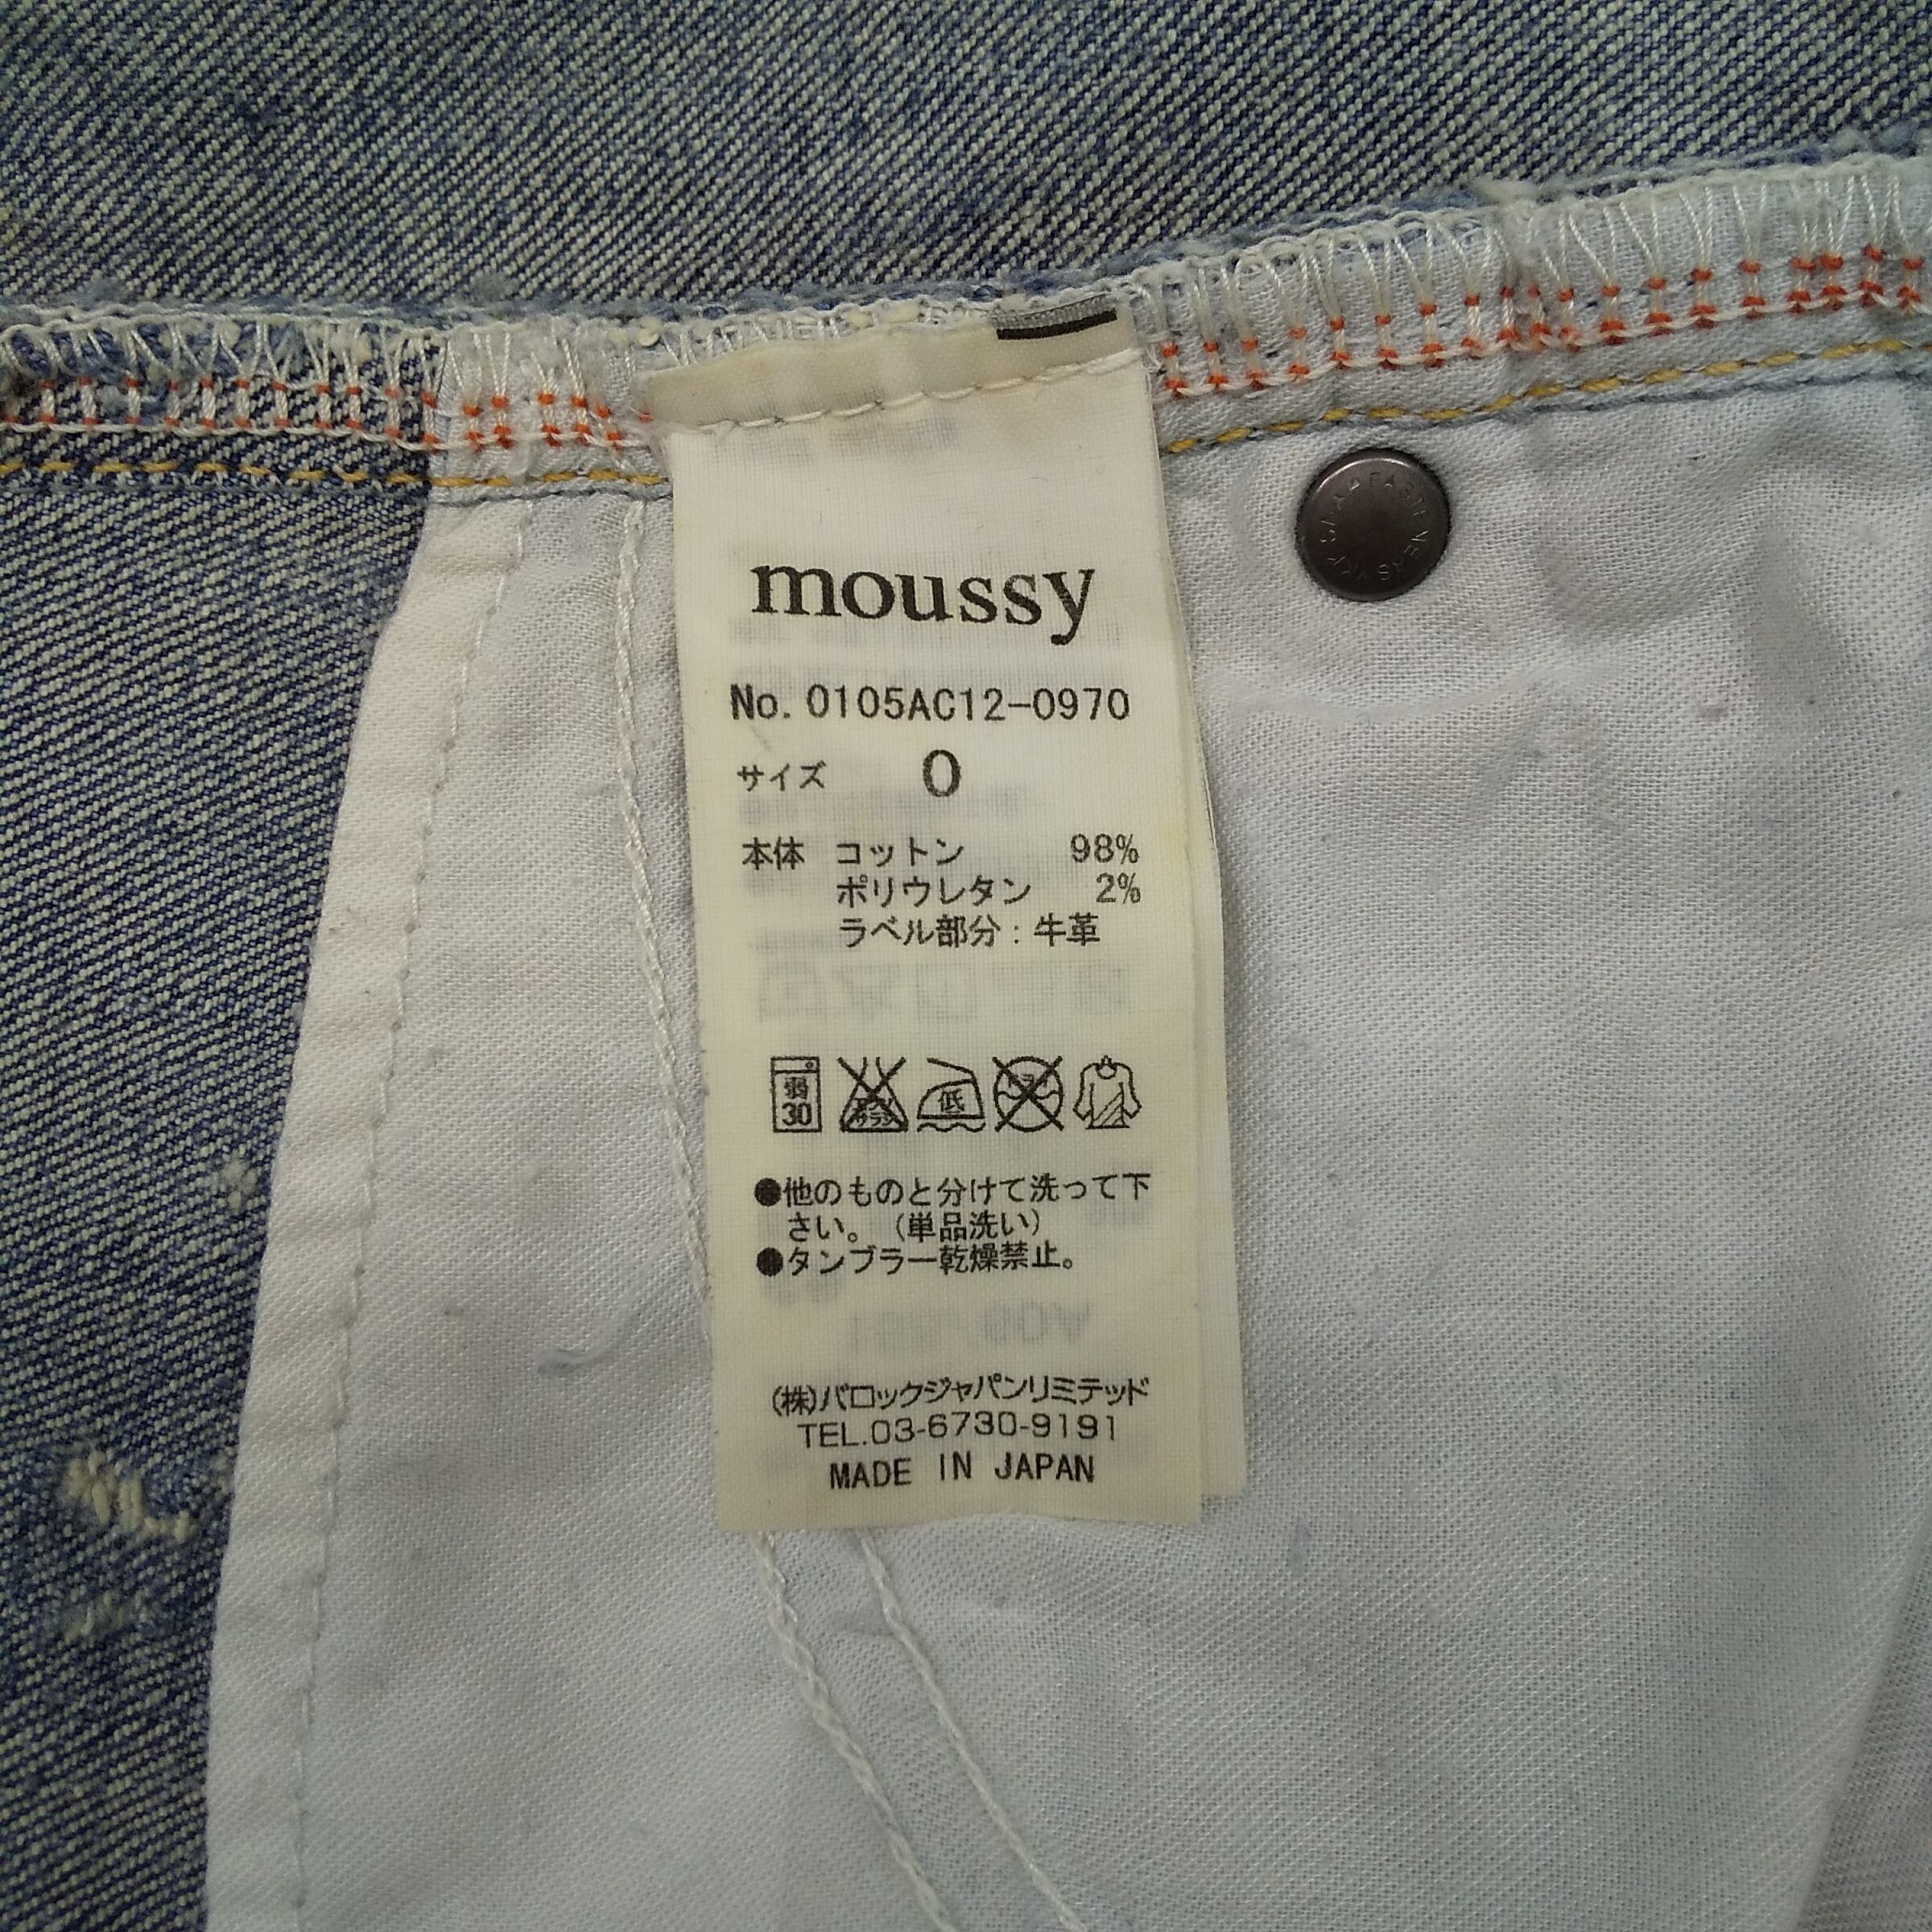 moussy
No. 0105AC12-0970
サイズ 0
本体 コットン 98%
ポリウレタン 2%
ラベル部分：牛革
弱 30 低
●他のものと分けて洗って下
さい。（単品洗い）
●タンブラー乾燥禁止。
(株)バロックジャパンリミテッド
TEL.03-6730-9191
MADE IN JAPAN